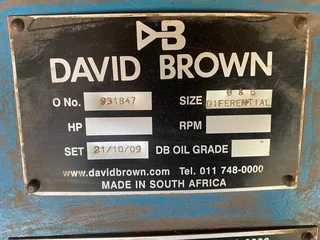 DB
DAVID BROWN
O No. 931847 SIZE B & B DIFERENTIAL
HP RPM
SET 21/10/09 DB OIL GRADE
www.davidbrown.com Tel. 011 748-0000
MADE IN SOUTH AFRICA